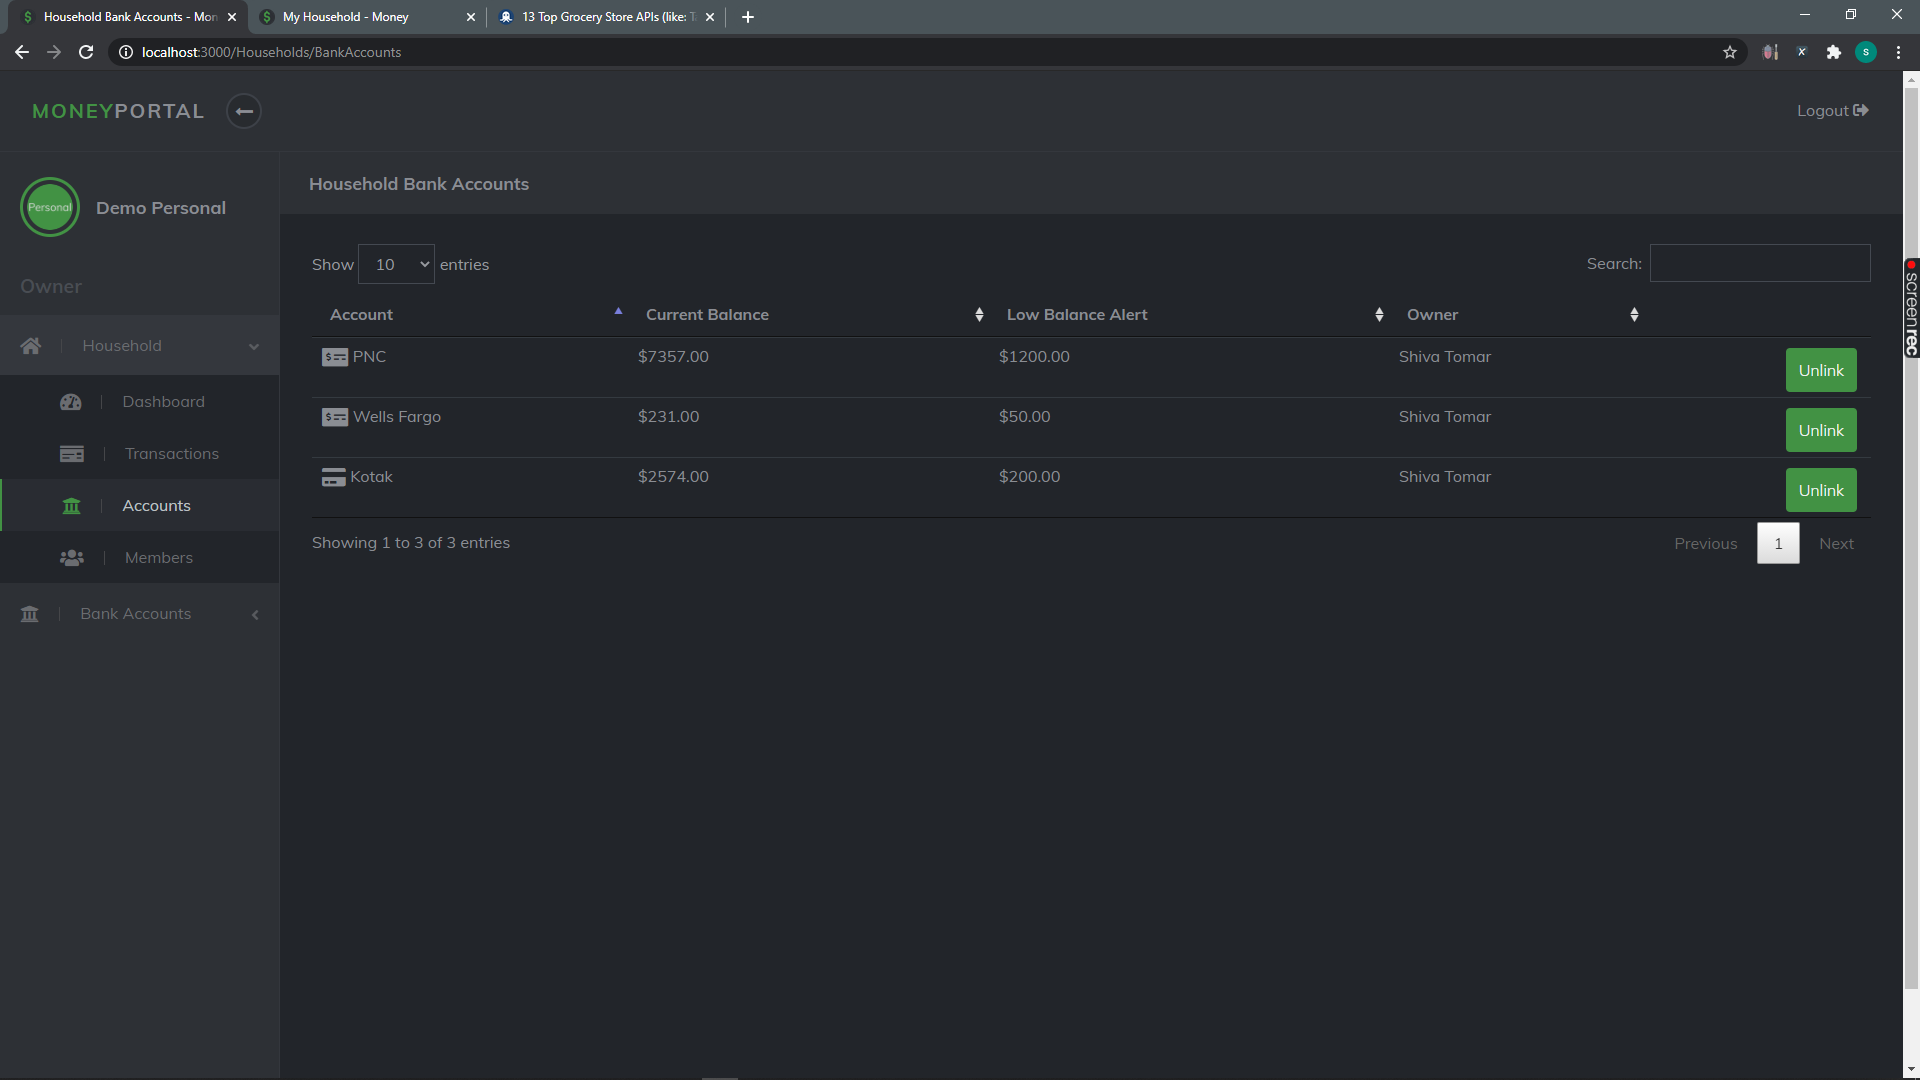 Household Bank Accounts - Mon
My Household - Money
13 Top Grocery Store APIs (like: T
localhost:3000/Households/BankAccounts
S
MONEYPORTAL
Logout
Personal
Demo Personal
Household Bank Accounts
Show 10 entries
Search:
Owner
Account Current Balance Low Balance Alert Owner
Household
PNC $7357.00 $1200.00 Shiva Tomar Unlink
Dashboard
Wells Fargo $231.00 $50.00 Shiva Tomar Unlink
Transactions
Kotak $2574.00 $200.00 Shiva Tomar Unlink
Accounts
Showing 1 to 3 of 3 entries
Previous 1 Next
Members
Bank Accounts
screenrec